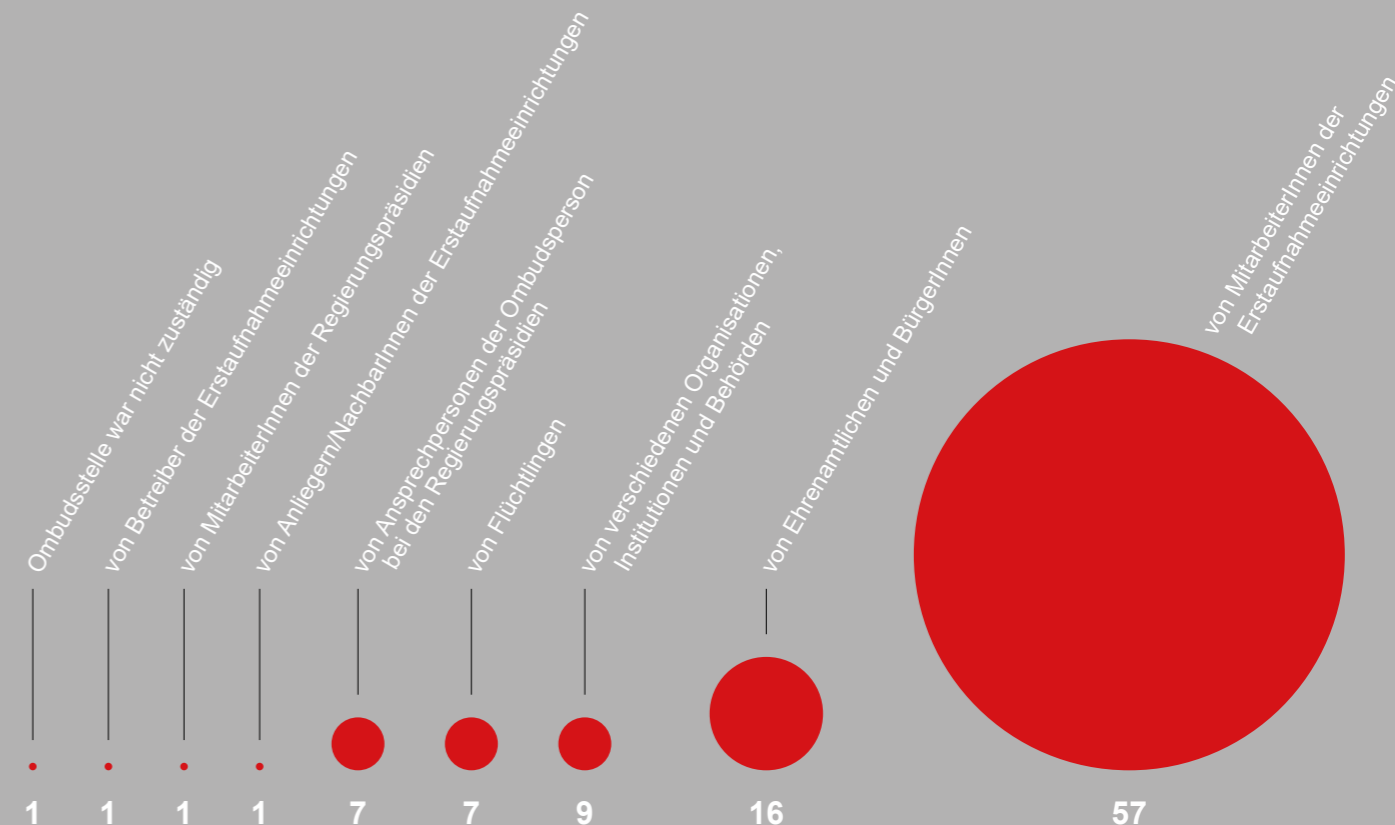 Ombudsstelle war nicht zuständig
von Betreiber der Erstaufnahmeeinrichtungen
von MitarbeiterInnen der Regierungspräsidien
von Anliegern/NachbarInnen der Erstaufnahmeeinrichtungen
von Ansprechpersonen der Ombudsperson
bei den Regierungspräsidien
von Flüchtlingen
von verschiedenen Organisationen,
Institutionen und Behörden
von Ehrenamtlichen und BürgerInnen
von MitarbeiterInnen der
Erstaufnahmeeinrichtungen
1 1 1 1 7 7 9 16 57